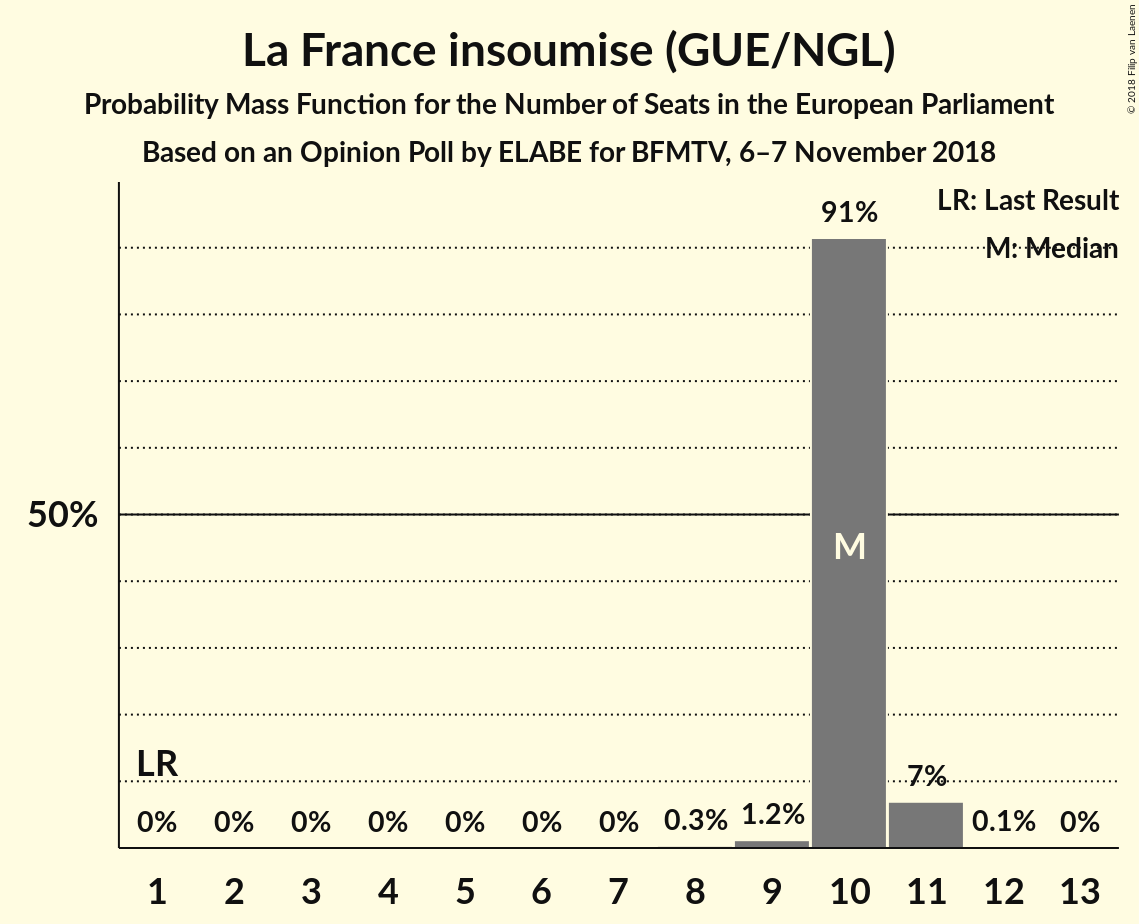 La France insoumise (GUE/NGL)
Probability Mass Function for the Number of Seats in the European Parliament
Based on an Opinion Poll by ELABE for BFMTV, 6–7 November 2018
© 2018 Filip van Laenen
LR: Last Result
M: Median
91%
50%
M
LR
7%
0% 0% 0% 0% 0% 0% 0% 0.3% 1.2% 0.1% 0%
1 2 3 4 5 6 7 8 9 10 11 12 13